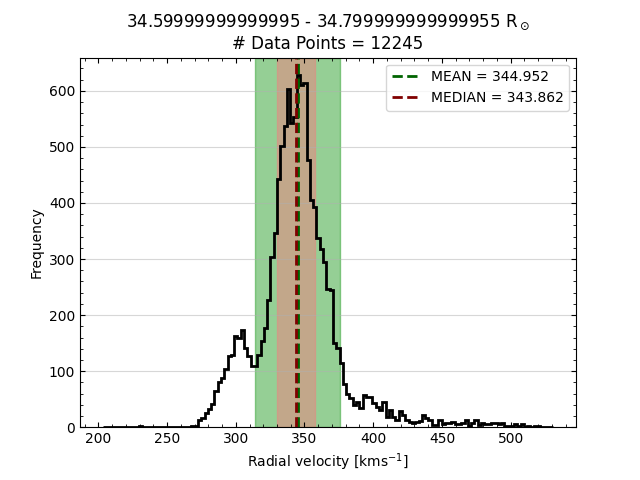 34.59999999999995 - 34.799999999999955 R⊙
# Data Points = 12245
MEAN = 344.952
MEDIAN = 343.862
Frequency
600
500
400
300
200
100
0
200 250 300 350 400 450 500
Radial velocity [kms⁻¹]